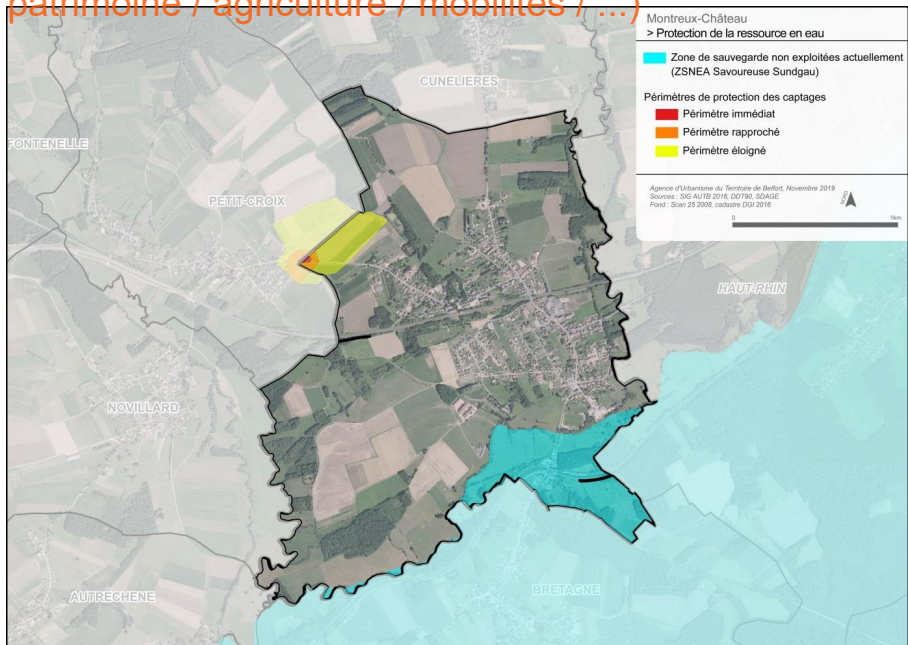 patrimoine / agriculture / mobilités / ...)
Montreux-Château
> Protection de la ressource en eau
Zone de sauvegarde non exploitées actuellement
(ZSNEA Savoureuse Sundgau)
Périmètres de protection des captages
Périmètre immédiat
Périmètre rapproché
Périmètre éloigné
Agence d'Urbanisme du Territoire de Belfort, Novembre 2019
Sources : SIG AUTB 2016, DDT90, SDAGE
Fond : Scan 25 2008, cadastre DGI 2016
NORD
0 1km
CUNELIERES
FONTENELLE
PETIT-CROIX
HAUT-RHIN
NOVILLARD
AUTRECHENE
BRETAGNE